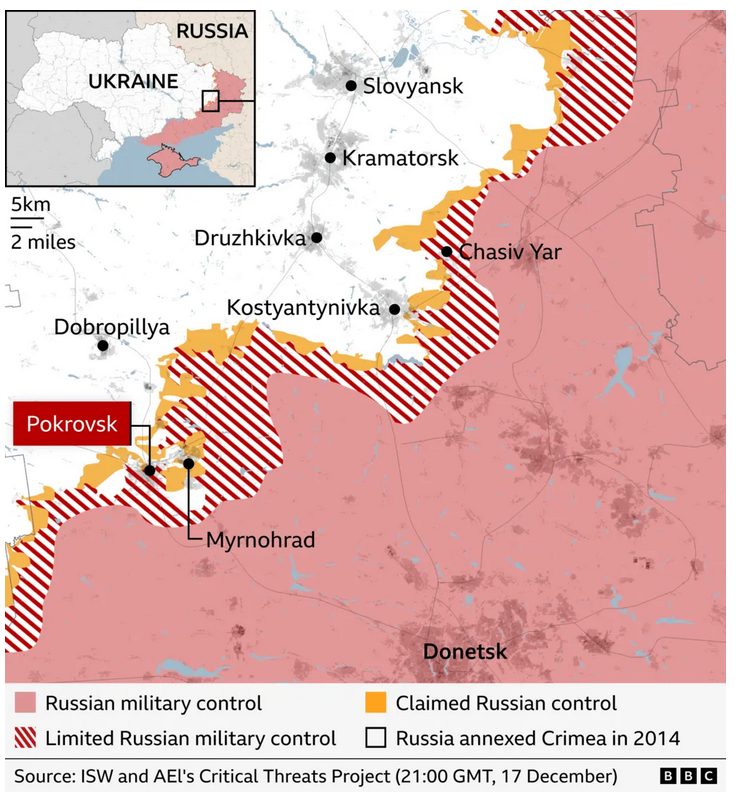 RUSSIA
UKRAINE
5km
2 miles
Slovyansk
Kramatorsk
Druzhkivka
Chasiv Yar
Kostyantynivka
Dobropillya
Pokrovsk
Myrnohrad
Donetsk
Russian military control
Claimed Russian control
Limited Russian military control
Russia annexed Crimea in 2014
Source: ISW and AEI's Critical Threats Project (21:00 GMT, 17 December)
BBC